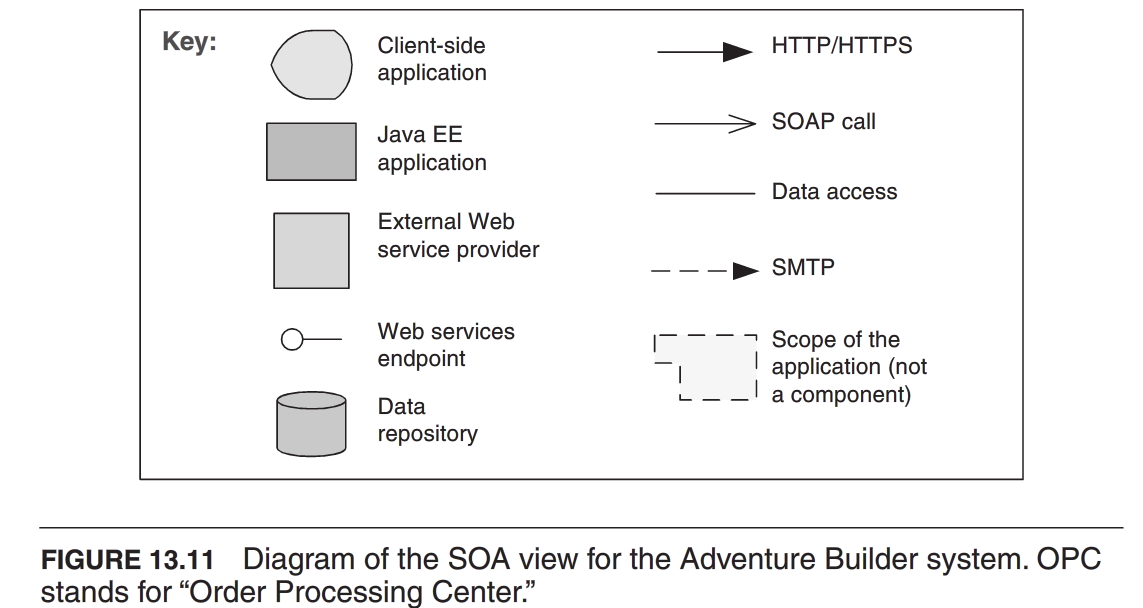 Key:
Client-side
application
Java EE
application
External Web
service provider
Web services
endpoint
Data
repository
HTTP/HTTPS
SOAP call
Data access
SMTP
Scope of the
application (not
a component)
FIGURE 13.11 Diagram of the SOA view for the Adventure Builder system. OPC
stands for “Order Processing Center.”